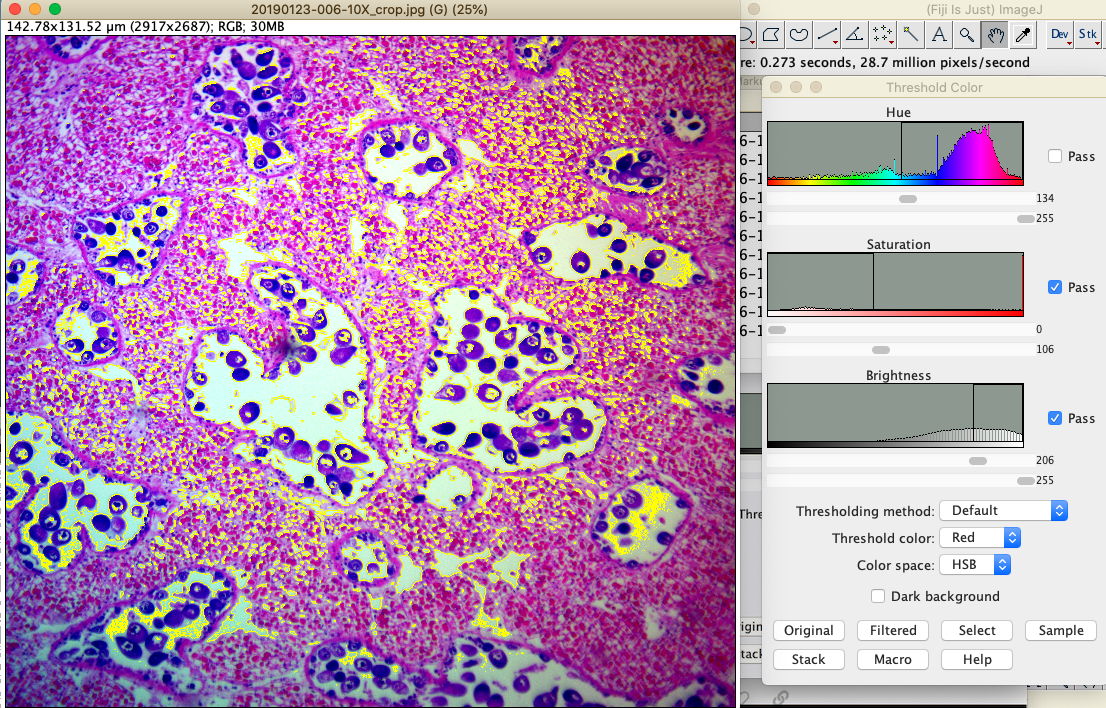 20190123-006-10X_crop.jpg (G) (25%)
142.78x131.52 µm (2917x2687); RGB; 30MB
(Fiji Is Just) ImageJ
Dev
Stk
re: 0.273 seconds, 28.7 million pixels/second
Threshold Color
Hue
Pass
134
255
Saturation
Pass
0
106
Brightness
Pass
206
255
Thresholding method: Default
Threshold color: Red
Color space: HSB
Dark background
Original Filtered Select Sample
Stack Macro Help
6-1
6-1
6-1
6-1
6-1
6-1
6-1
6-1
6-1
6-1
6-1